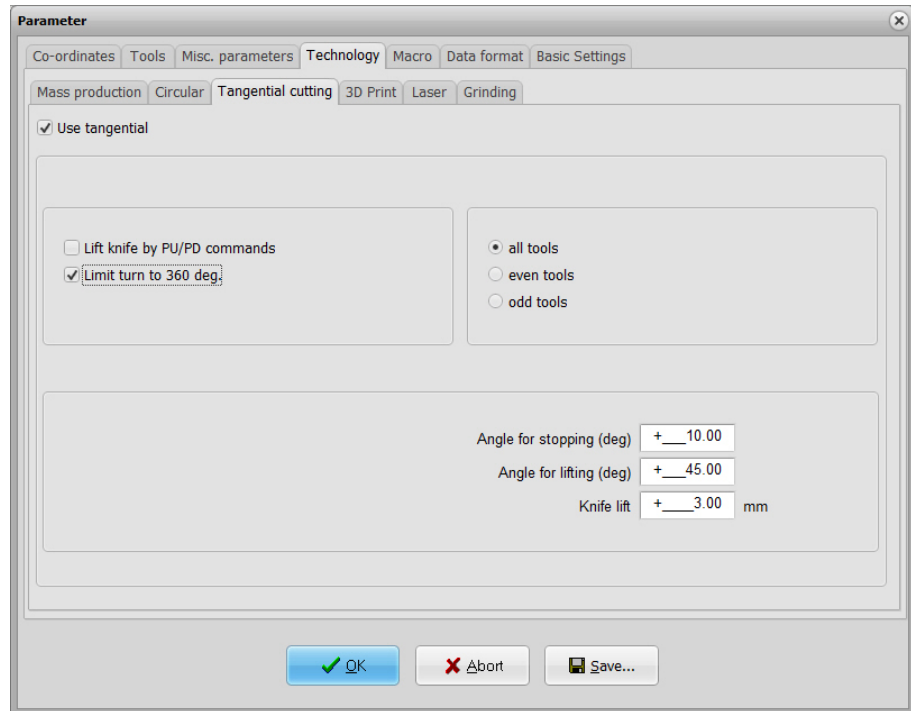 Parameter
Co-ordinates Tools Misc. parameters Technology Macro Data format Basic Settings
Mass production Circular Tangential cutting 3D Print Laser Grinding
Use tangential
Lift knife by PU/PD commands
Limit turn to 360 deg.
all tools
even tools
odd tools
Angle for stopping (deg) +___10.00
Angle for lifting (deg) +___45.00
Knife lift +____3.00 mm
OK Abort Save...